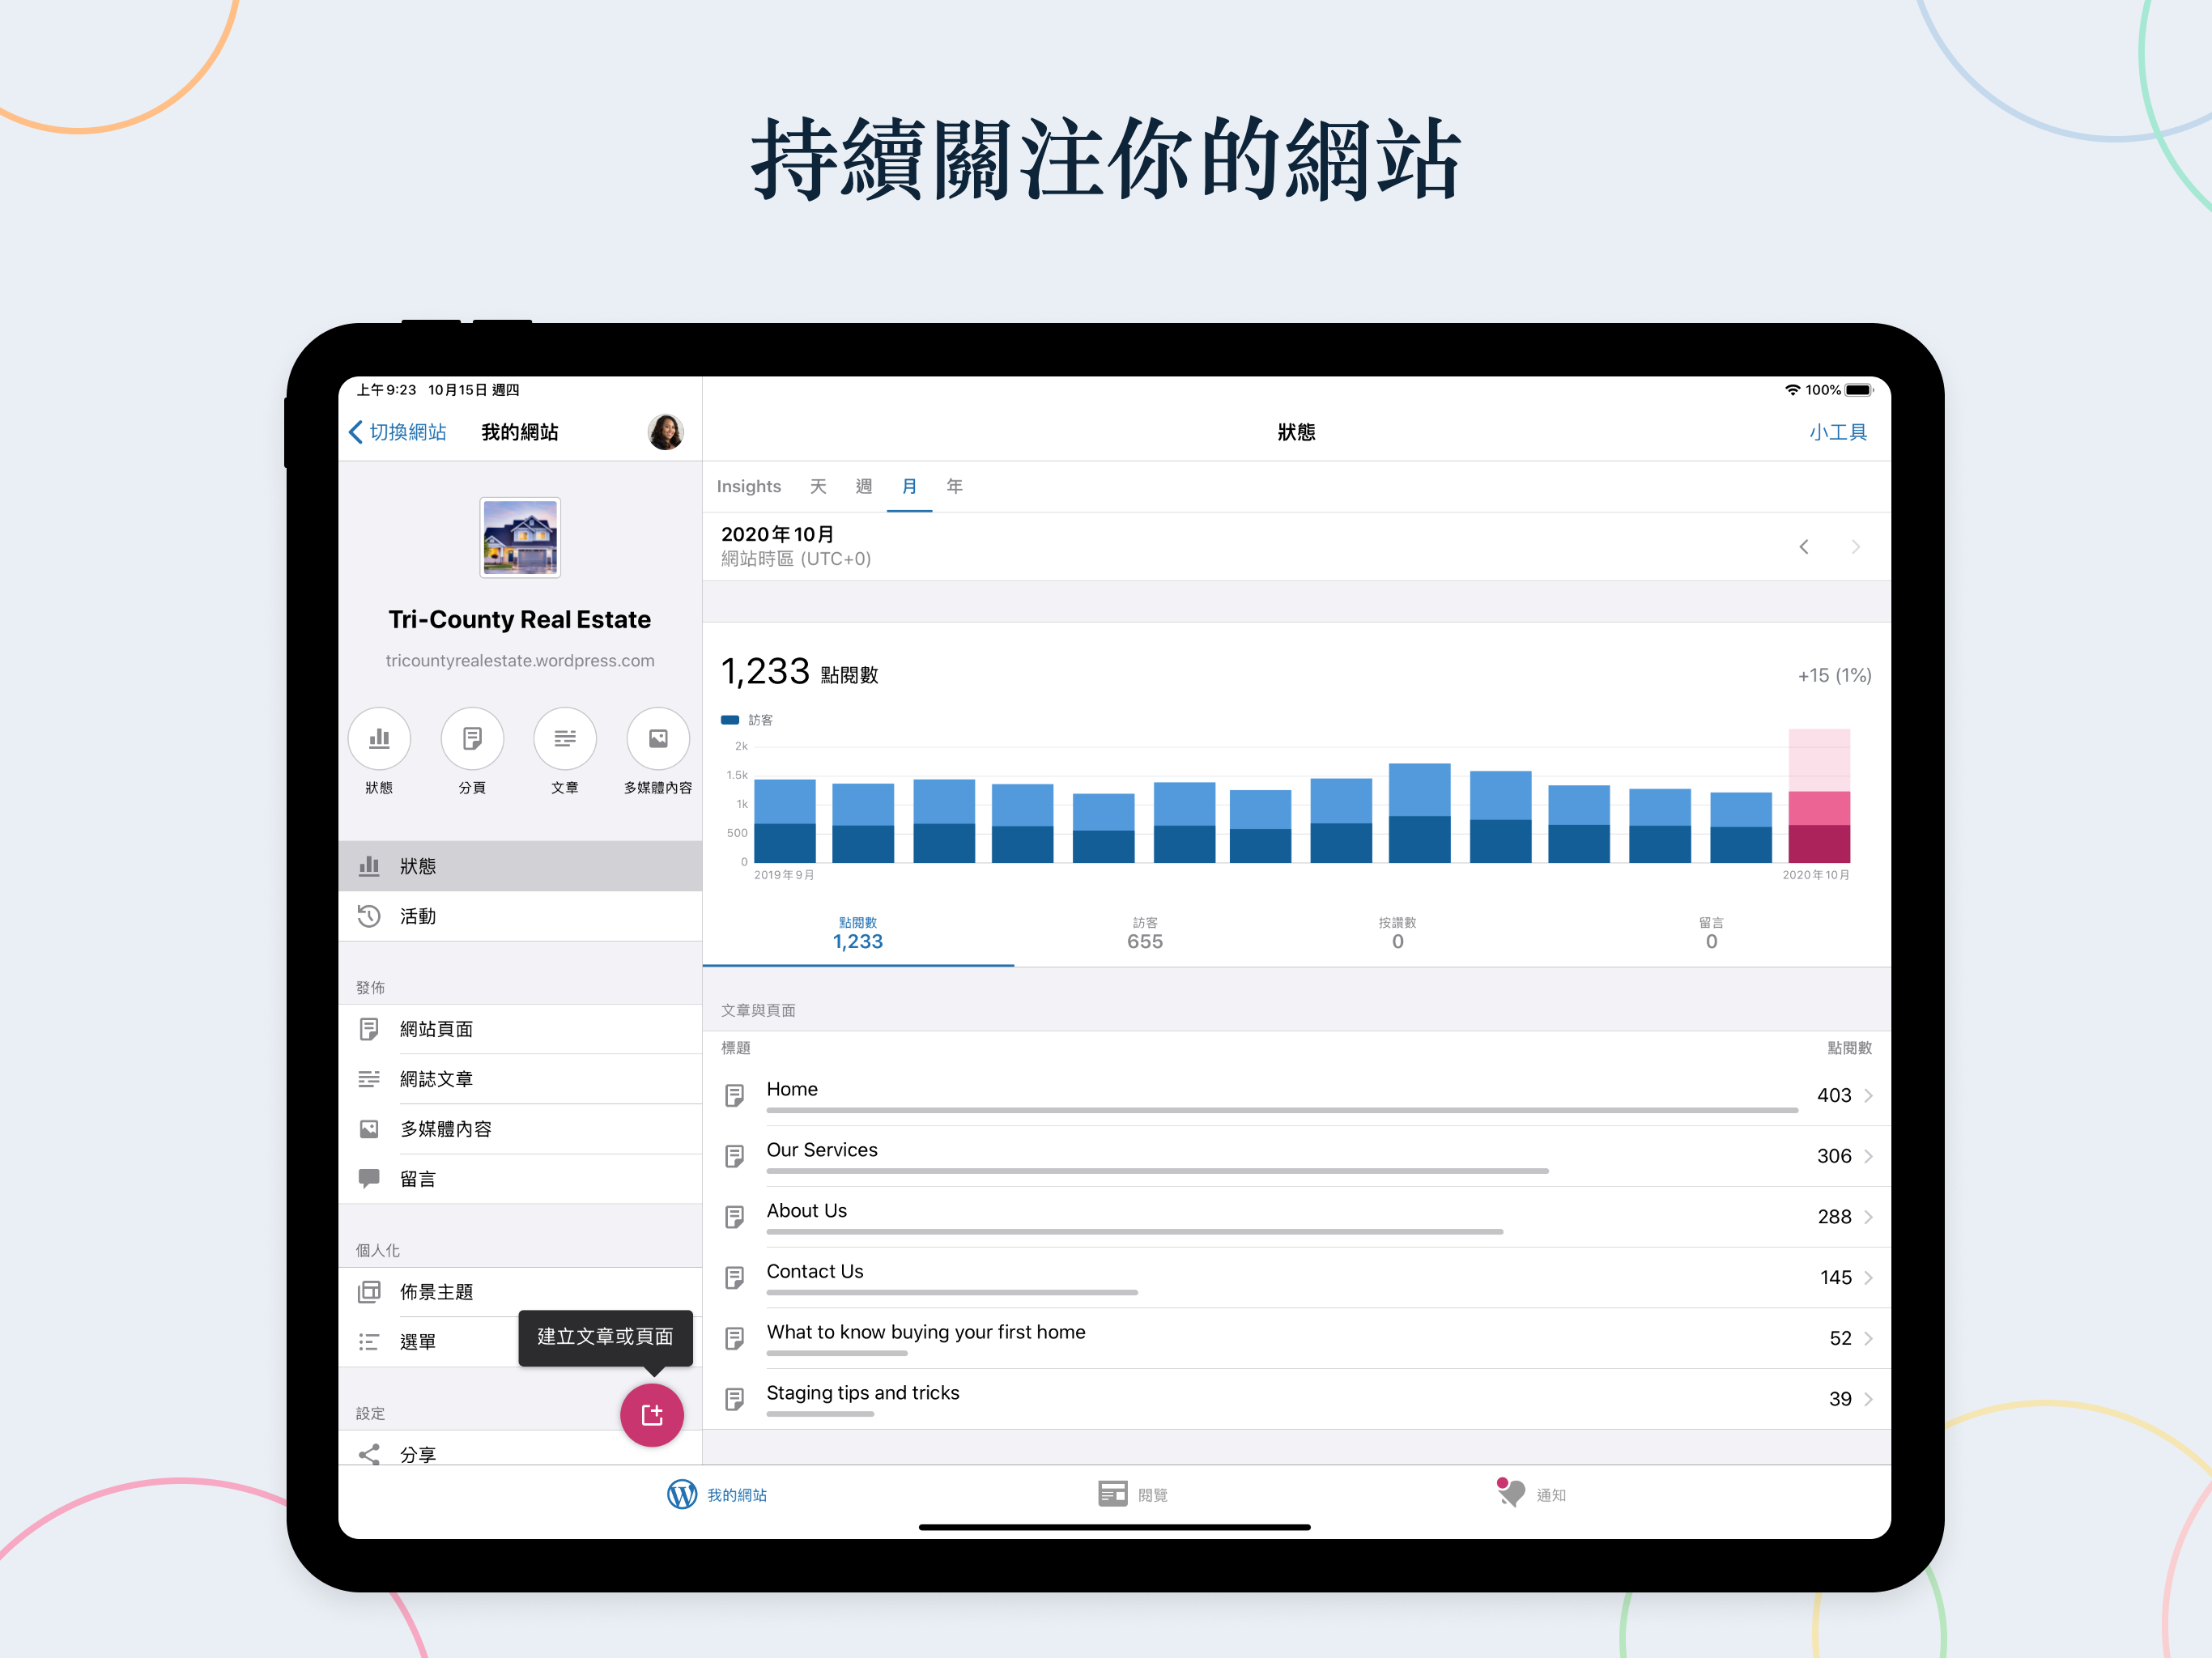 持續關注你的網站
上午9:23 10月15日 週四
100%
切換網站
我的網站
狀態
小工具
Tri-County Real Estate
tricountyrealestate.wordpress.com
狀態 分頁 文章 多媒體內容
狀態
活動
發佈
網站頁面
網誌文章
多媒體內容
留言
個人化
佈景主題
選單
建立文章或頁面
設定
分享
Insights 天 週 月 年
2020年10月
網站時區 (UTC+0)
1,233 點閱數
+15 (1%)
訪客
2k
1.5k
1k
500
0
2019年9月 2020年10月
點閱數 訪客 按讚數 留言
1,233 655 0 0
文章與頁面
標題 點閱數
Home 403
Our Services 306
About Us 288
Contact Us 145
What to know buying your first home 52
Staging tips and tricks 39
我的網站 閱覽 通知